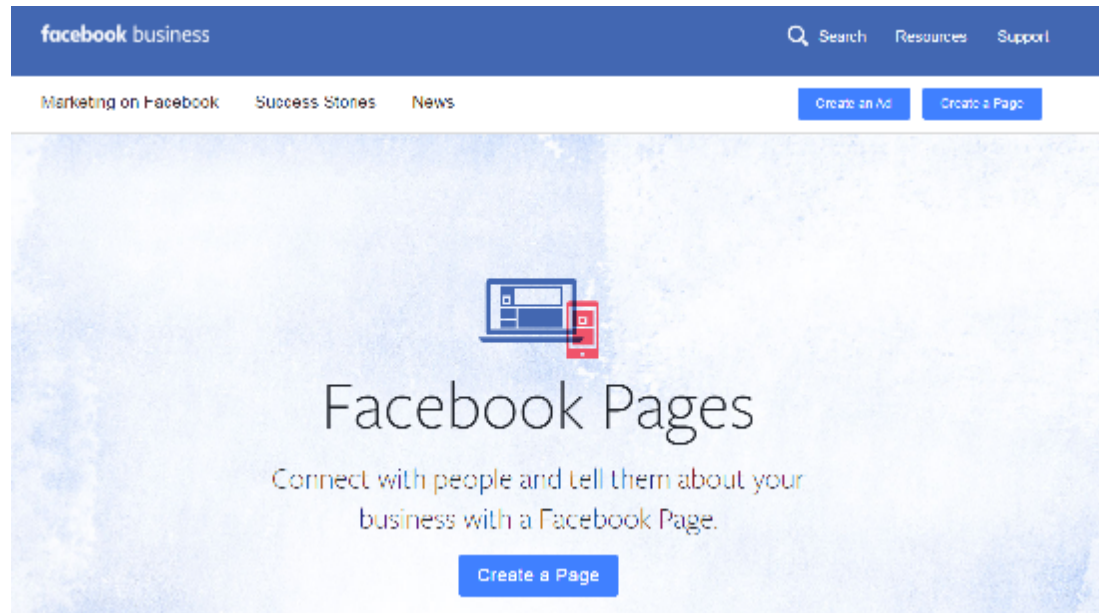 facebook business
Search Resources Support
Marketing on Facebook Success Stories News
Create an Ad Create a Page
Facebook Pages
Connect with people and tell them about your
business with a Facebook Page.
Create a Page